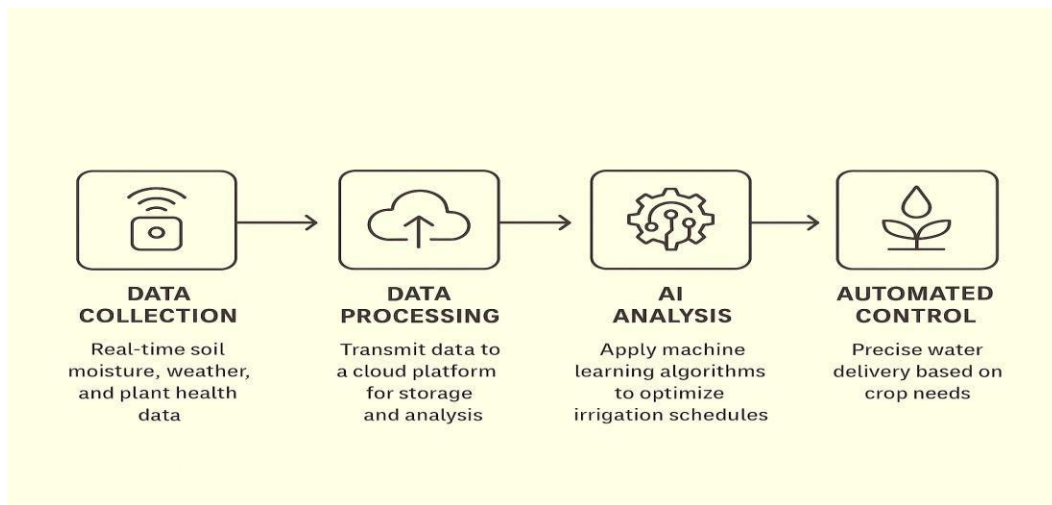 DATA
COLLECTION
Real-time soil
moisture, weather,
and plant health
data
DATA
PROCESSING
Transmit data to
a cloud platform
for storage
and analysis
AI
ANALYSIS
Apply machine
learning algorithms
to optimize
irrigation schedules
AUTOMATED
CONTROL
Precise water
delivery based on
crop needs